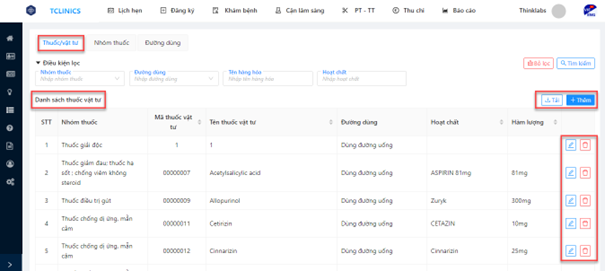 TCLINICS Lịch hẹn Đăng ký Khám bệnh Cận lâm sàng PT - TT Thu chi Báo cáo Thinklabs
Thuốc/vật tư Nhóm thuốc Đường dùng
Điều kiện lọc Bỏ lọc Tìm kiếm
Nhóm thuốc Đường dùng Tên hàng hóa Hoạt chất
Nhập nhóm thuốc Nhập đường dùng Nhập tên hàng hóa Nhập hoạt chất
Danh sách thuốc vật tư Tải + Thêm
STT Nhóm thuốc Mã thuốc vật tư Tên thuốc vật tư Đường dùng Hoạt chất Hàm lượng
1 Thuốc giải độc 1 1 Dùng đường uống
2 Thuốc giảm đau; thuốc hạ sốt; chống viêm không steroid 00000007 Acetylsalicylic acid Dùng đường uống ASPIRIN 81mg 81mg
3 Thuốc điều trị gút 00000009 Allopurinol Dùng đường uống Zuryk 300mg
4 Thuốc chống dị ứng, mẫn cảm 00000011 Cetirizin Dùng đường uống CETAZIN 10mg
5 Thuốc chống dị ứng, mẫn cảm 00000012 Cinnarizin Dùng đường uống Cinnarizin 25mg